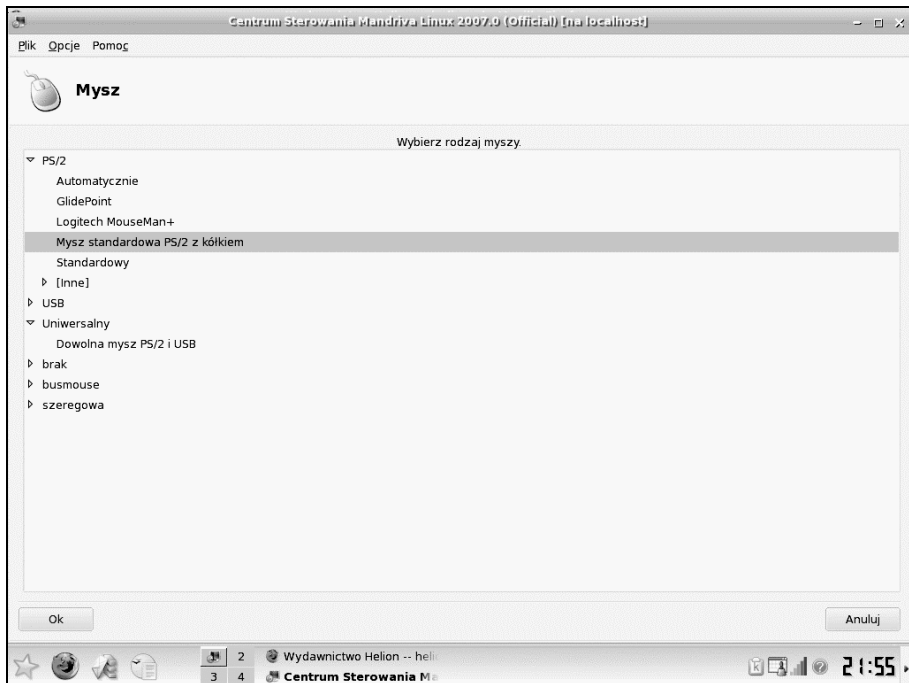 Centrum Sterowania Mandriva Linux 2007.0 (Official) [na localhost]
Plik Opcje Pomoc
Mysz
Wybierz rodzaj myszy.
PS/2
Automatycznie
GlidePoint
Logitech MouseMan+
Mysz standardowa PS/2 z kółkiem
Standardowy
[Inne]
USB
Uniwersalny
Dowolna mysz PS/2 i USB
brak
busmouse
szeregowa
Ok Anuluj
2 Wydawnictwo Helion -- heli
3 4 Centrum Sterowania Ma
21:55